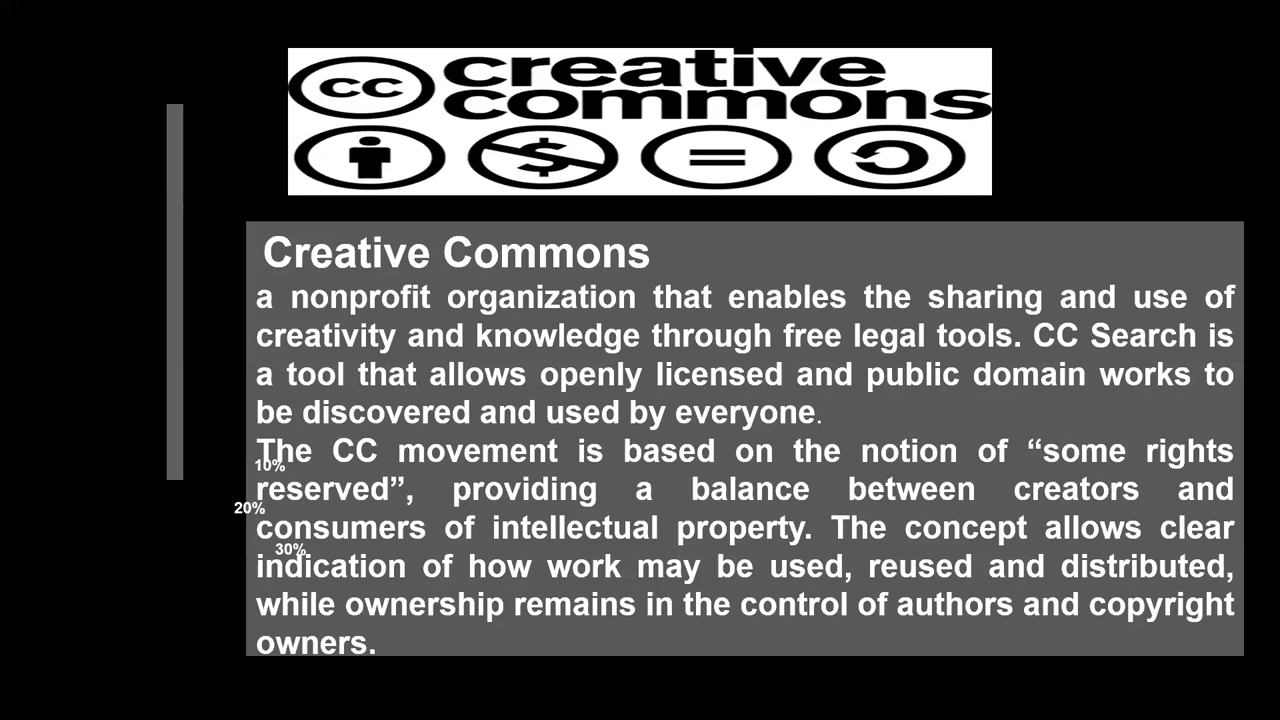 cc creative
commons
$ =
Creative Commons
a nonprofit organization that enables the sharing and use of
creativity and knowledge through free legal tools. CC Search is
a tool that allows openly licensed and public domain works to
be discovered and used by everyone.
The CC movement is based on the notion of “some rights
10%
reserved”, providing a balance between creators and
20%
consumers of intellectual property. The concept allows clear
30%
indication of how work may be used, reused and distributed,
while ownership remains in the control of authors and copyright
owners.